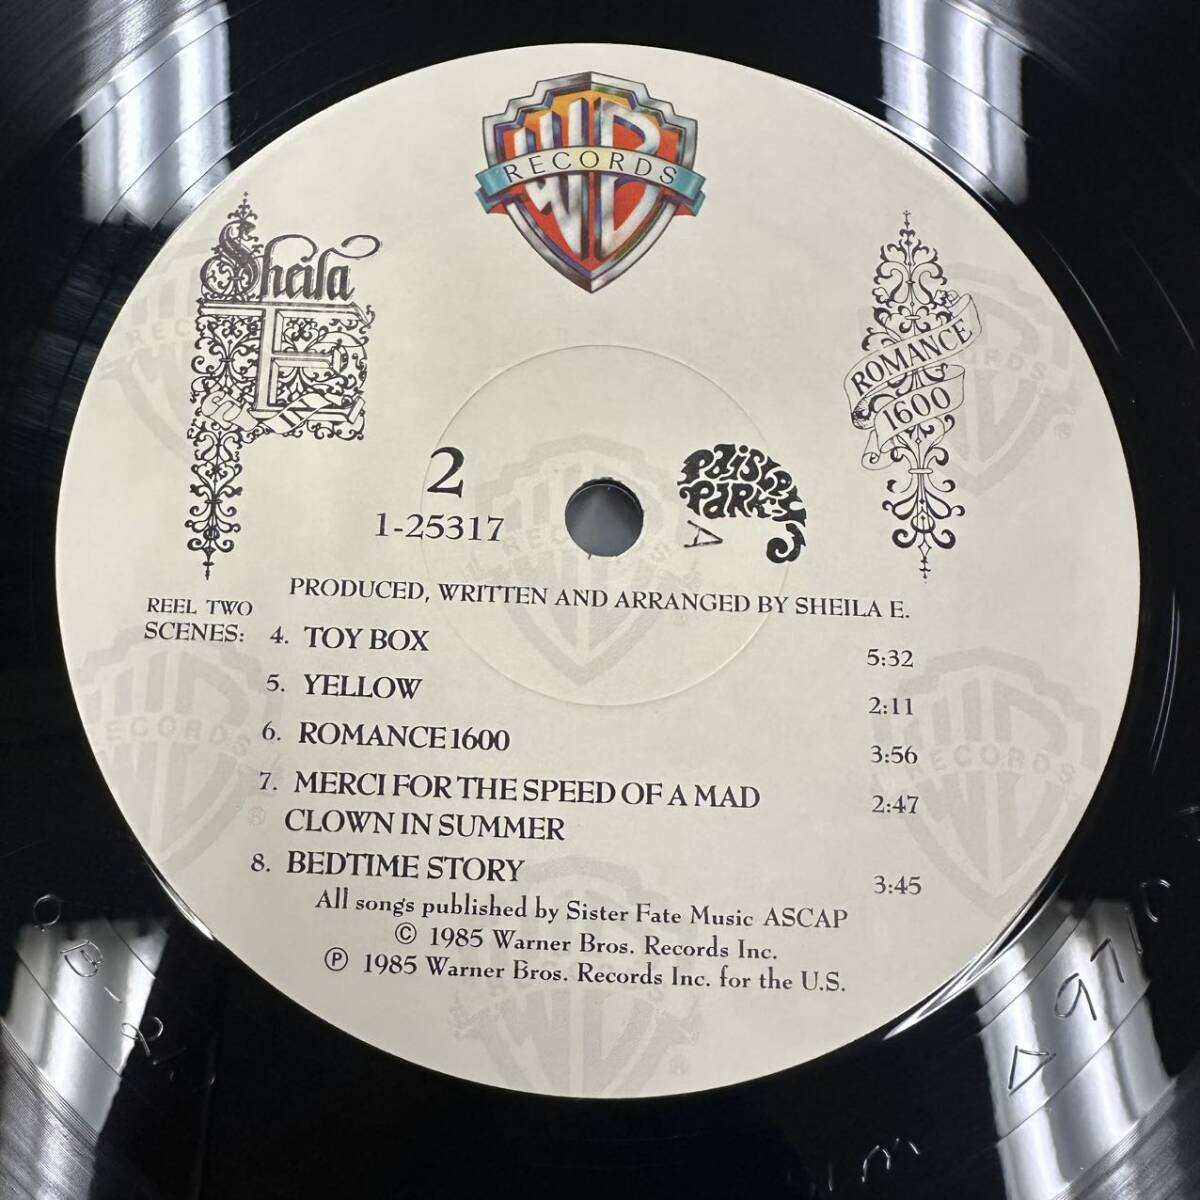 WB
RECORDS
Sheila
E
ROMANCE
1600
2
1-25317
Paisley
Park
A
PRODUCED, WRITTEN AND ARRANGED BY SHEILA E.
REEL TWO
SCENES: 4. TOY BOX 5:32
5. YELLOW 2:11
6. ROMANCE 1600 3:56
7. MERCI FOR THE SPEED OF A MAD 2:47
CLOWN IN SUMMER
8. BEDTIME STORY 3:45
All songs published by Sister Fate Music ASCAP
© 1985 Warner Bros. Records Inc.
℗ 1985 Warner Bros. Records Inc. for the U.S.